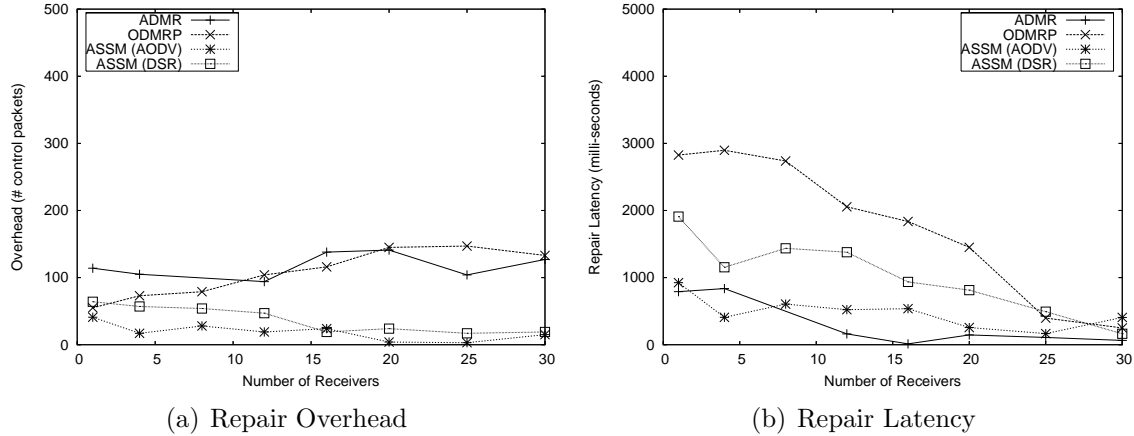 500
400
300
200
100
0
Overhead (# control packets)
ADMR
ODMRP
ASSM (AODV)
ASSM (DSR)
0 5 10 15 20 25 30
Number of Receivers
(a) Repair Overhead
5000
4000
3000
2000
1000
0
Repair Latency (milli-seconds)
ADMR
ODMRP
ASSM (AODV)
ASSM (DSR)
0 5 10 15 20 25 30
Number of Receivers
(b) Repair Latency